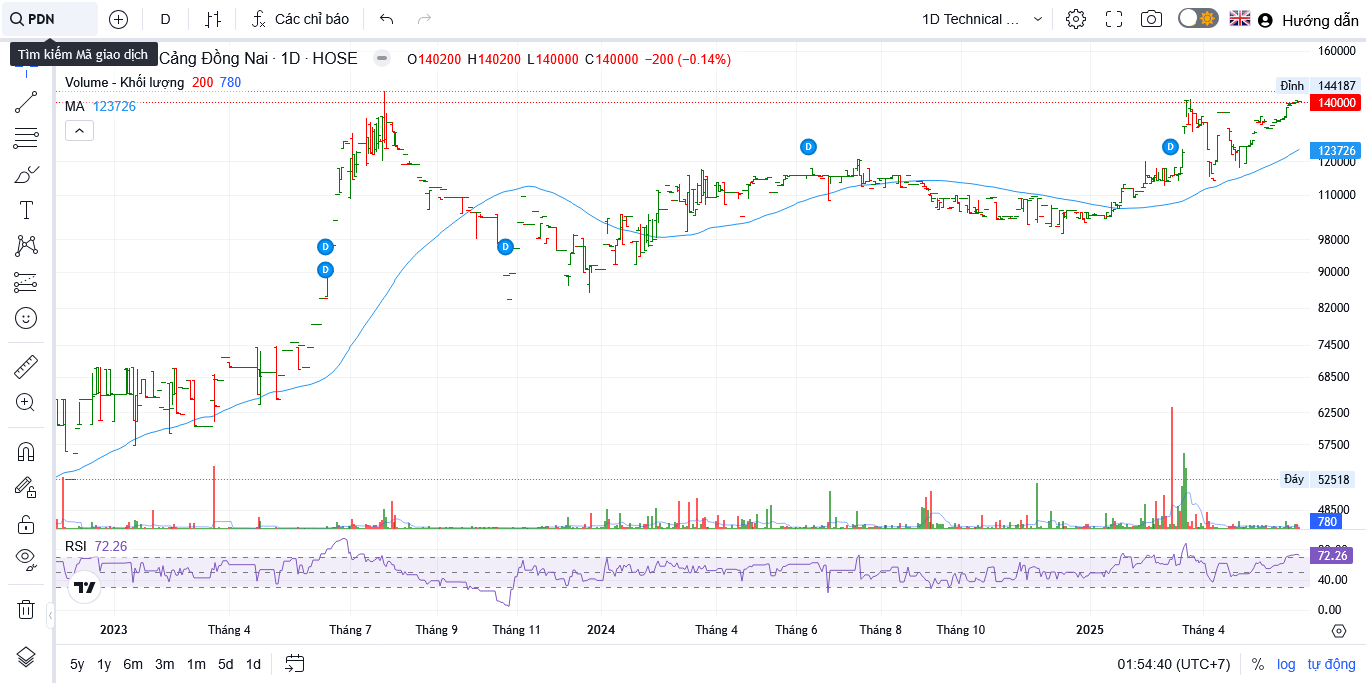 PDN D Các chỉ báo 1D Technical ... Hướng dẫn
Tìm kiếm Mã giao dịch
Cảng Đồng Nai · 1D · HOSE O140200 H140200 L140000 C140000 −200 (−0.14%)
Volume - Khối lượng 200 780
MA 123726
160000
Đỉnh 144187
140000
123726
120000
110000
98000
90000
82000
74500
68500
62500
57500
Đáy 52518
48500
780
D
D
D
D
D
RSI 72.26
72.26
40.00
0.00
2023 Tháng 4 Tháng 7 Tháng 9 Tháng 11 2024 Tháng 4 Tháng 6 Tháng 8 Tháng 10 2025 Tháng 4
5y 1y 6m 3m 1m 5d 1d 01:54:40 (UTC+7) % log tự động